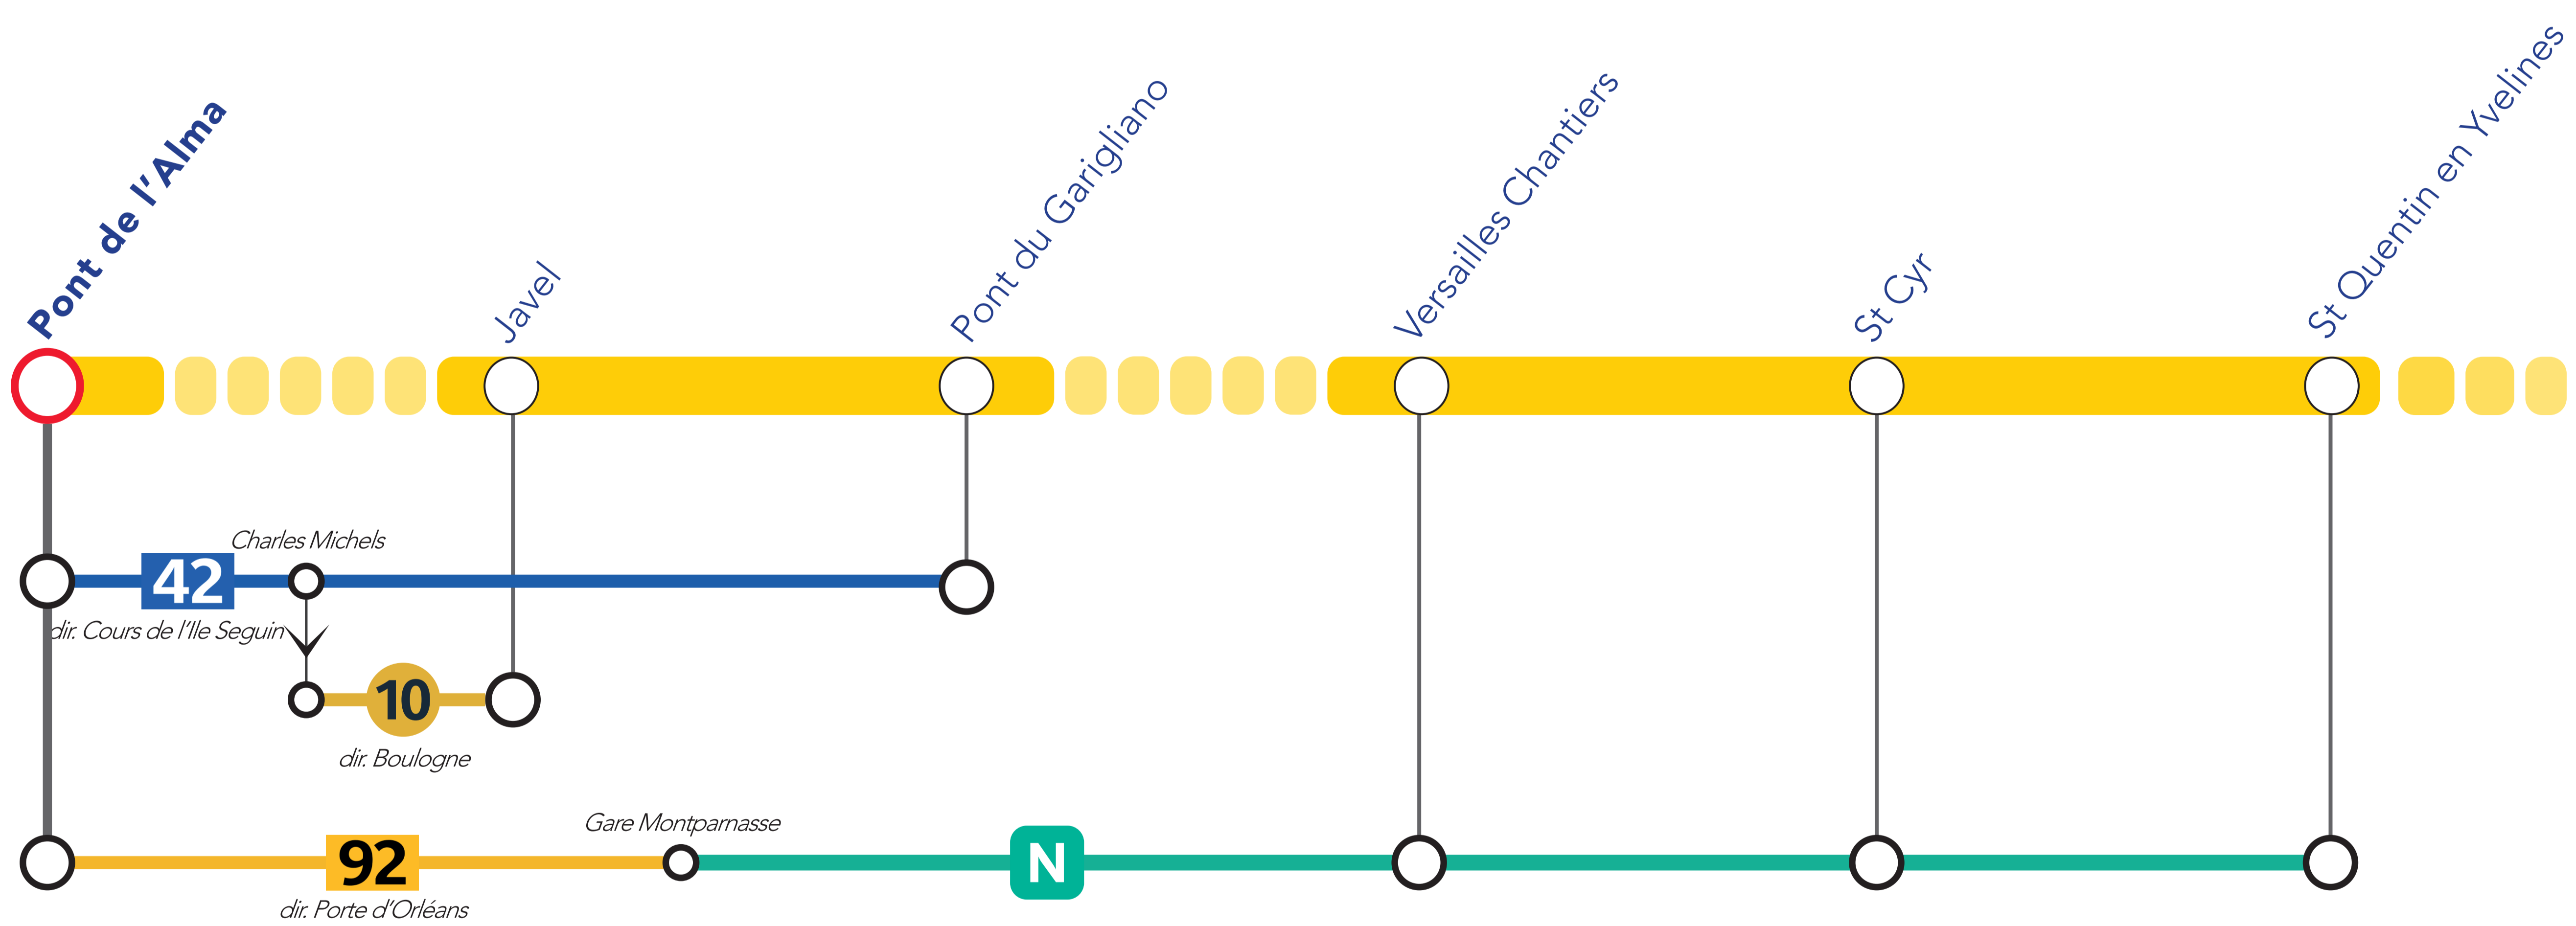 Pont de l'Alma
Javel
Pont du Garigliano
Versailles Chantiers
St Cyr
St Quentin en Yvelines
Charles Michels
42
dir. Cours de l'Ile Seguin
10
dir. Boulogne
Gare Montparnasse
92
N
dir. Porte d'Orléans